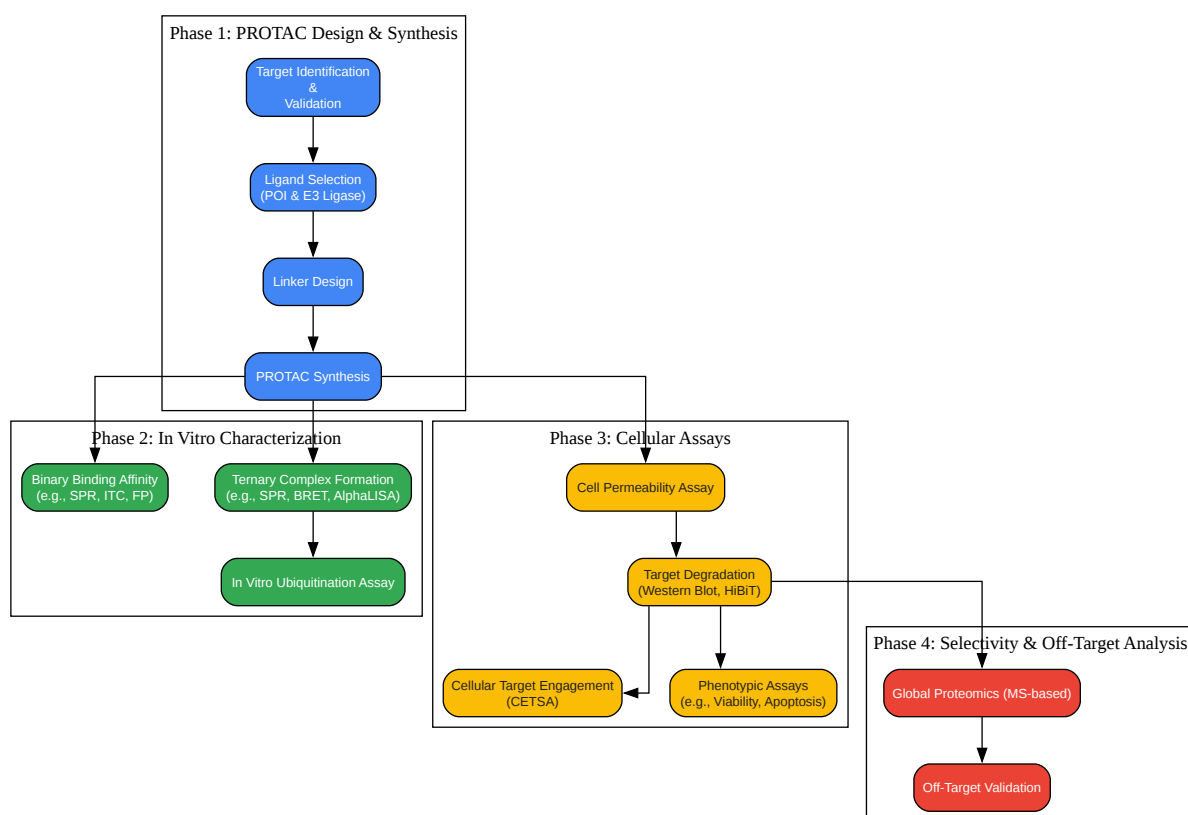 Phase 1: PROTAC Design & Synthesis
Target Identification
&
Validation
Ligand Selection
(POI & E3 Ligase)
Linker Design
PROTAC Synthesis
Phase 2: In Vitro Characterization
Binary Binding Affinity
(e.g., SPR, ITC, FP)
Ternary Complex Formation
(e.g., SPR, BRET, AlphaLISA)
In Vitro Ubiquitination Assay
Phase 3: Cellular Assays
Cell Permeability Assay
Target Degradation
(Western Blot, HiBiT)
Cellular Target Engagement
(CETSA)
Phenotypic Assays
(e.g., Viability, Apoptosis)
Phase 4: Selectivity & Off-Target Analysis
Global Proteomics (MS-based)
Off-Target Validation